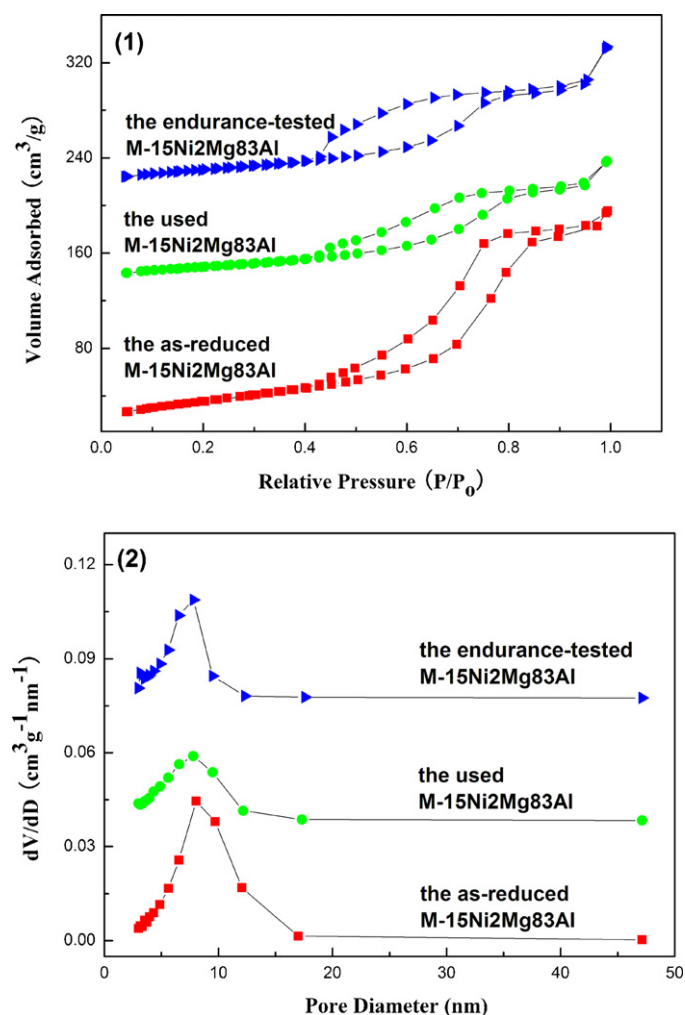 (1)
320
240
160
80
Volume Adsorbed (cm³/g)
the endurance-tested
M-15Ni2Mg83Al
the used
M-15Ni2Mg83Al
the as-reduced
M-15Ni2Mg83Al
0.0 0.2 0.4 0.6 0.8 1.0
Relative Pressure (P/P₀)
(2)
0.12
0.09
0.06
0.03
0.00
dV/dD (cm³g⁻¹nm⁻¹)
the endurance-tested
M-15Ni2Mg83Al
the used
M-15Ni2Mg83Al
the as-reduced
M-15Ni2Mg83Al
0 10 20 30 40 50
Pore Diameter (nm)